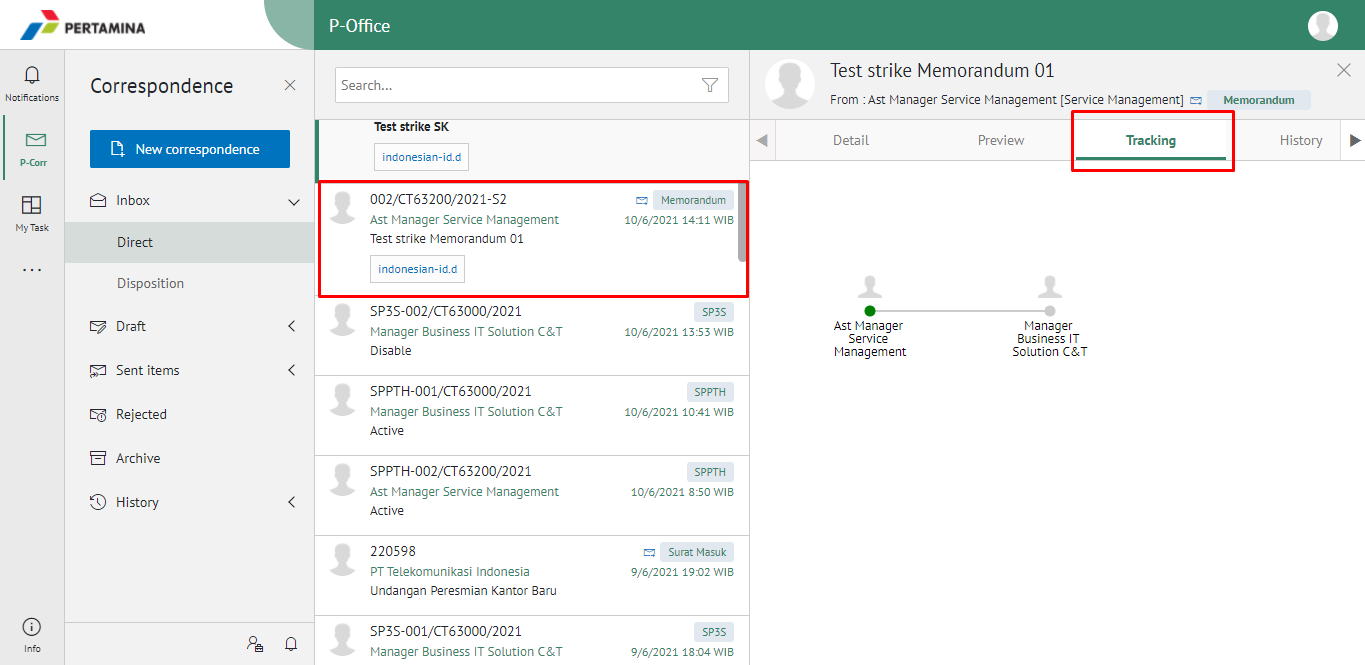 PERTAMINA
P-Office
Notifications
P-Corr
My Task
Info
Correspondence
New correspondence
Inbox
Direct
Disposition
Draft
Sent items
Rejected
Archive
History
Search...
Test strike SK
indonesian-id.d
002/CT63200/2021-S2
Memorandum
Ast Manager Service Management
10/6/2021 14:11 WIB
Test strike Memorandum 01
indonesian-id.d
SP3S-002/CT63000/2021
SP3S
Manager Business IT Solution C&T
10/6/2021 13:53 WIB
Disable
SPPTH-001/CT63000/2021
SPPTH
Manager Business IT Solution C&T
10/6/2021 10:41 WIB
Active
SPPTH-002/CT63200/2021
SPPTH
Ast Manager Service Management
10/6/2021 8:50 WIB
Active
220598
Surat Masuk
PT Telekomunikasi Indonesia
9/6/2021 19:02 WIB
Undangan Peresmian Kantor Baru
SP3S-001/CT63000/2021
SP3S
Manager Business IT Solution C&T
9/6/2021 18:04 WIB
Test strike Memorandum 01
From : Ast Manager Service Management [Service Management]
Memorandum
Detail
Preview
Tracking
History
Ast Manager
Service
Management
Manager
Business IT
Solution C&T